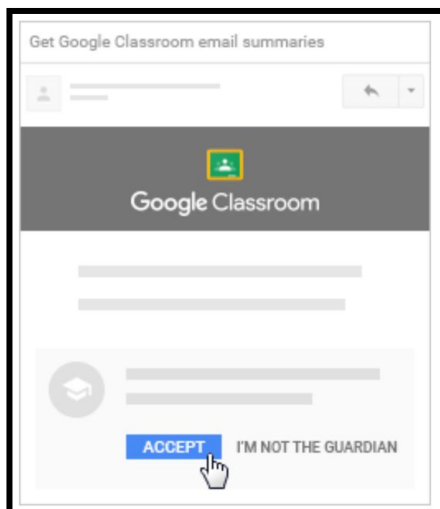 Get Google Classroom email summaries
Google Classroom
ACCEPT I'M NOT THE GUARDIAN